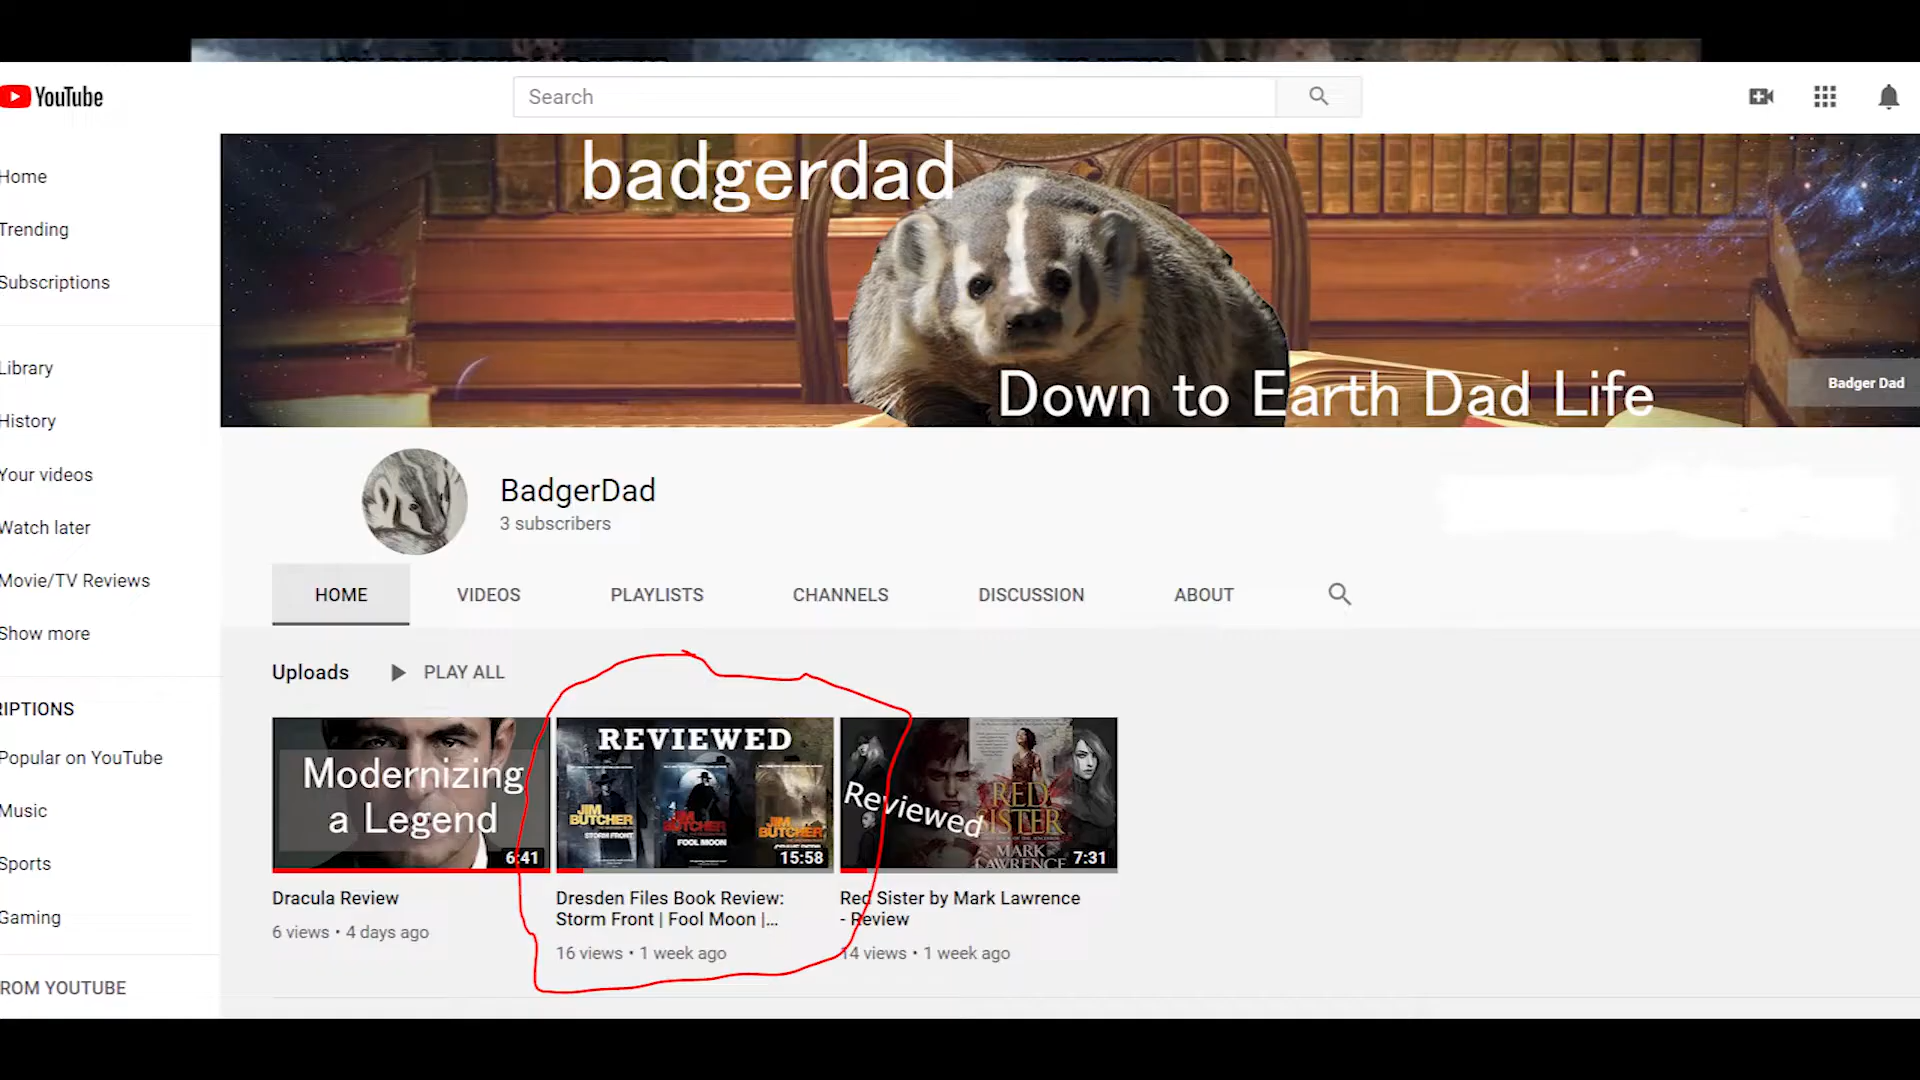 YouTube
Search
Home
Trending
Subscriptions
Library
History
Your videos
Watch later
Movie/TV Reviews
Show more
RIPTIONS
Popular on YouTube
Music
Sports
Gaming
ROM YOUTUBE
badgerdad
Down to Earth Dad Life
Badger Dad
BadgerDad
3 subscribers
HOME VIDEOS PLAYLISTS CHANNELS DISCUSSION ABOUT
Uploads PLAY ALL
Modernizing
a Legend
6:41
Dracula Review
6 views • 4 days ago
REVIEWED
JIM
BUTCHER
STORM FRONT
JIM
BUTCHER
FOOL MOON
JIM
BUTCHER
15:58
Dresden Files Book Review:
Storm Front | Fool Moon |...
16 views • 1 week ago
Reviewed
RED
SISTER
MARK
LAWRENCE
7:31
Red Sister by Mark Lawrence
- Review
14 views • 1 week ago